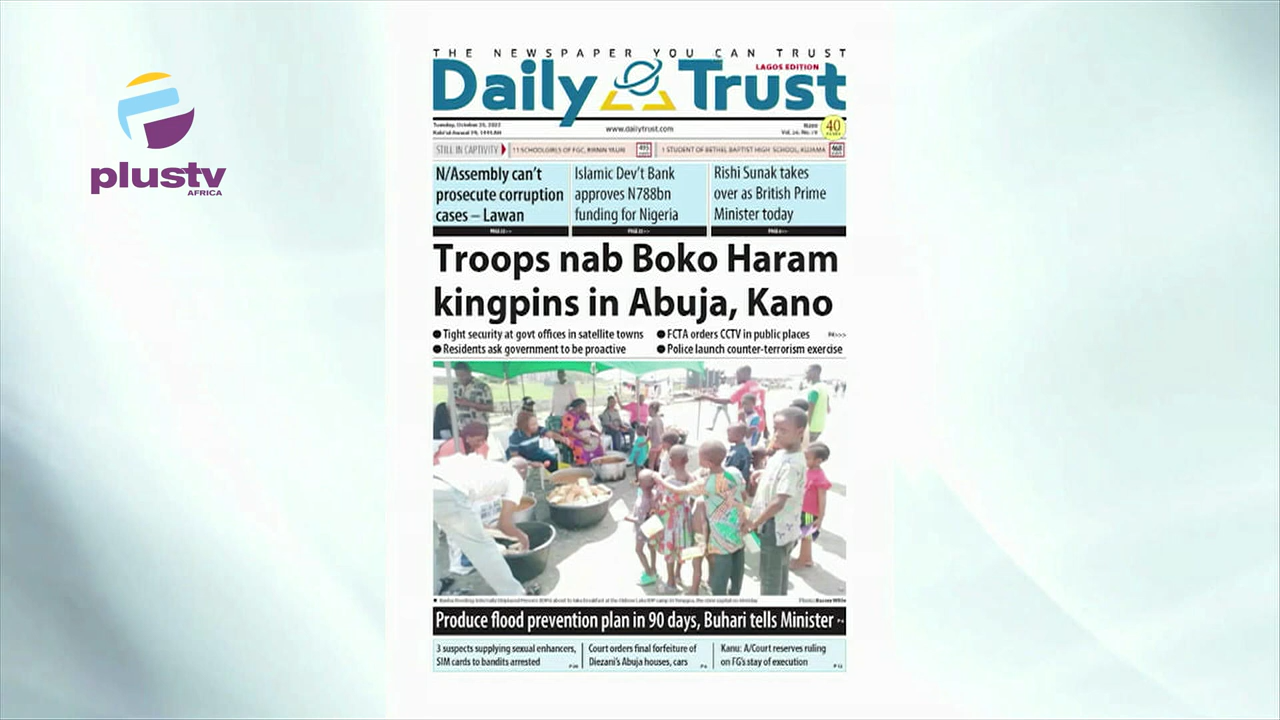 plustv
AFRICA
THE NEWSPAPER YOU CAN TRUST
LAGOS EDITION
Daily Trust
Tuesday, October 25, 2022
www.dailytrust.com
40
STILL IN CAPTIVITY
11 SCHOOLGIRLS OF FGC, BIRNIN YAURI
1 STUDENT OF BETHEL BAPTIST HIGH SCHOOL, KUJAMA
N/Assembly can't
prosecute corruption
cases – Lawan
Islamic Dev't Bank
approves N788bn
funding for Nigeria
Rishi Sunak takes
over as British Prime
Minister today
Troops nab Boko Haram
kingpins in Abuja, Kano
● Tight security at govt offices in satellite towns
● Residents ask government to be proactive
● FCTA orders CCTV in public places
● Police launch counter-terrorism exercise
Produce flood prevention plan in 90 days, Buhari tells Minister
3 suspects supplying sexual enhancers,
SIM cards to bandits arrested
Court orders final forfeiture of
Diezani's Abuja houses, cars
Kanu: A/Court reserves ruling
on FG's stay of execution